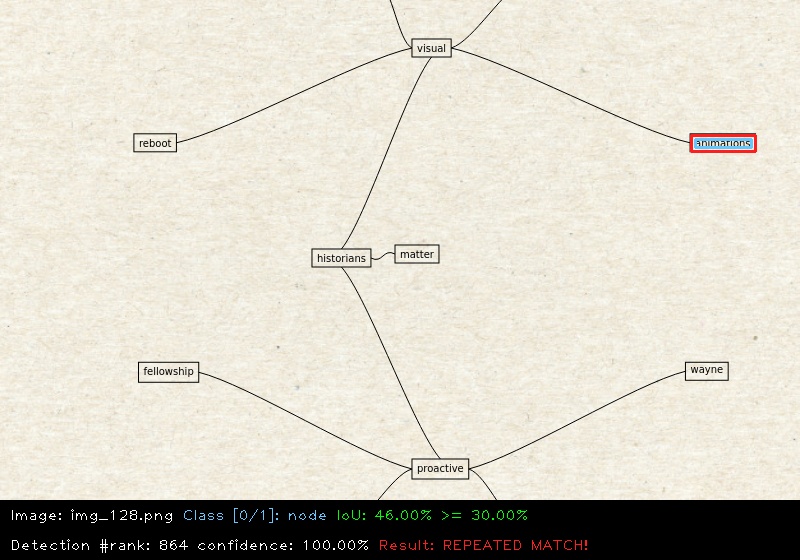 visual
reboot
animations
historians
matter
fellowship
wayne
proactive
Image: img_128.png Class [0/1]: node IoU: 46.00% >= 30.00%
Detection #rank: 864 confidence: 100.00% Result: REPEATED MATCH!